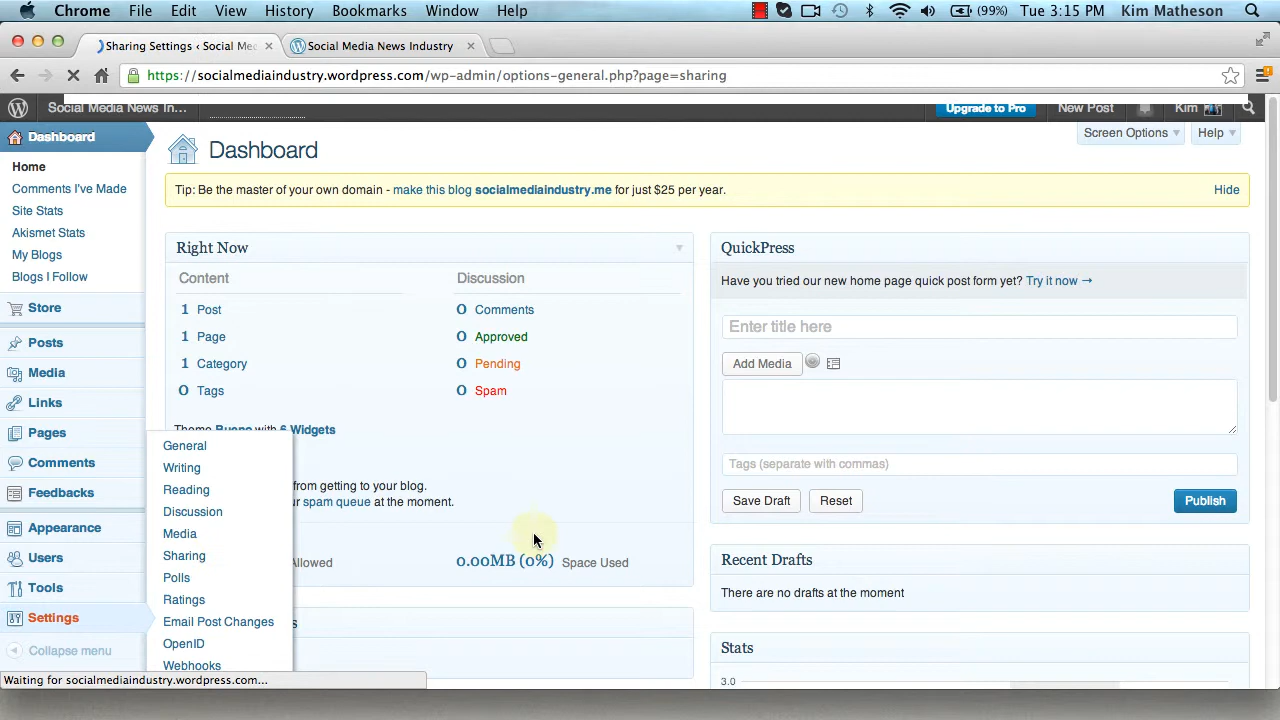 Chrome File Edit View History Bookmarks Window Help (99%) Tue 3:15 PM Kim Matheson
Sharing Settings ‹ Social Me Social Media News Industry
https://socialmediaindustry.wordpress.com/wp-admin/options-general.php?page=sharing
Social Media News In... Upgrade to Pro New Post Kim
Dashboard
Screen Options Help
Dashboard
Home
Comments I've Made
Site Stats
Akismet Stats
My Blogs
Blogs I Follow
Store
Posts
Media
Links
Pages
Comments
Feedbacks
Appearance
Users
Tools
Settings
Collapse menu
General
Writing
Reading
Discussion
Media
Sharing
Polls
Ratings
Email Post Changes
OpenID
Webhooks
Tip: Be the master of your own domain - make this blog socialmediaindustry.me for just $25 per year. Hide
Right Now
Content Discussion
1 Post 0 Comments
1 Page 0 Approved
1 Category 0 Pending
0 Tags 0 Spam
Theme Bueno with 6 Widgets
from getting to your blog.
spam queue at the moment.
Allowed 0.00MB (0%) Space Used
QuickPress
Have you tried our new home page quick post form yet? Try it now →
Enter title here
Add Media
Tags (separate with commas)
Save Draft Reset Publish
Recent Drafts
There are no drafts at the moment
Stats
3.0
Waiting for socialmediaindustry.wordpress.com...